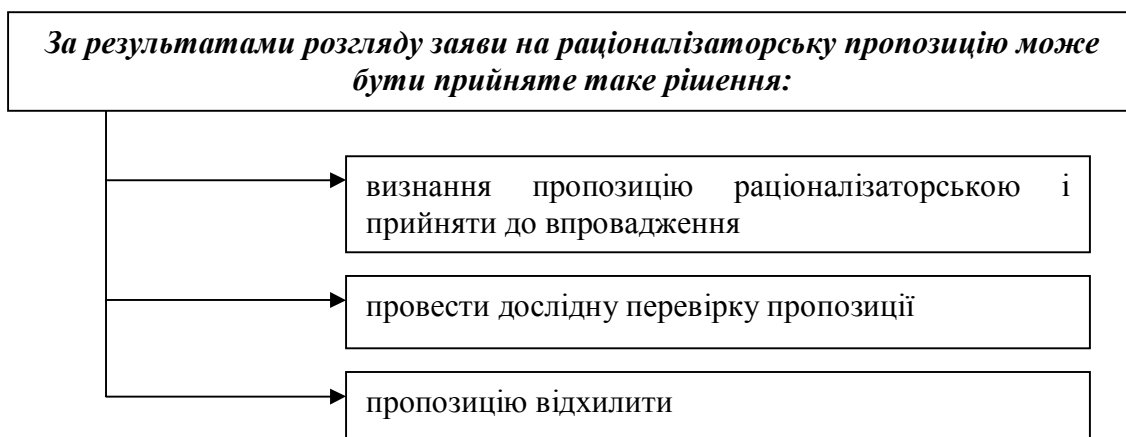 За результатами розгляду заяви на раціоналізаторську пропозицію може
бути прийняте таке рішення:
визнання пропозицію раціоналізаторською і
прийняти до впровадження
провести дослідну перевірку пропозиції
пропозицію відхилити